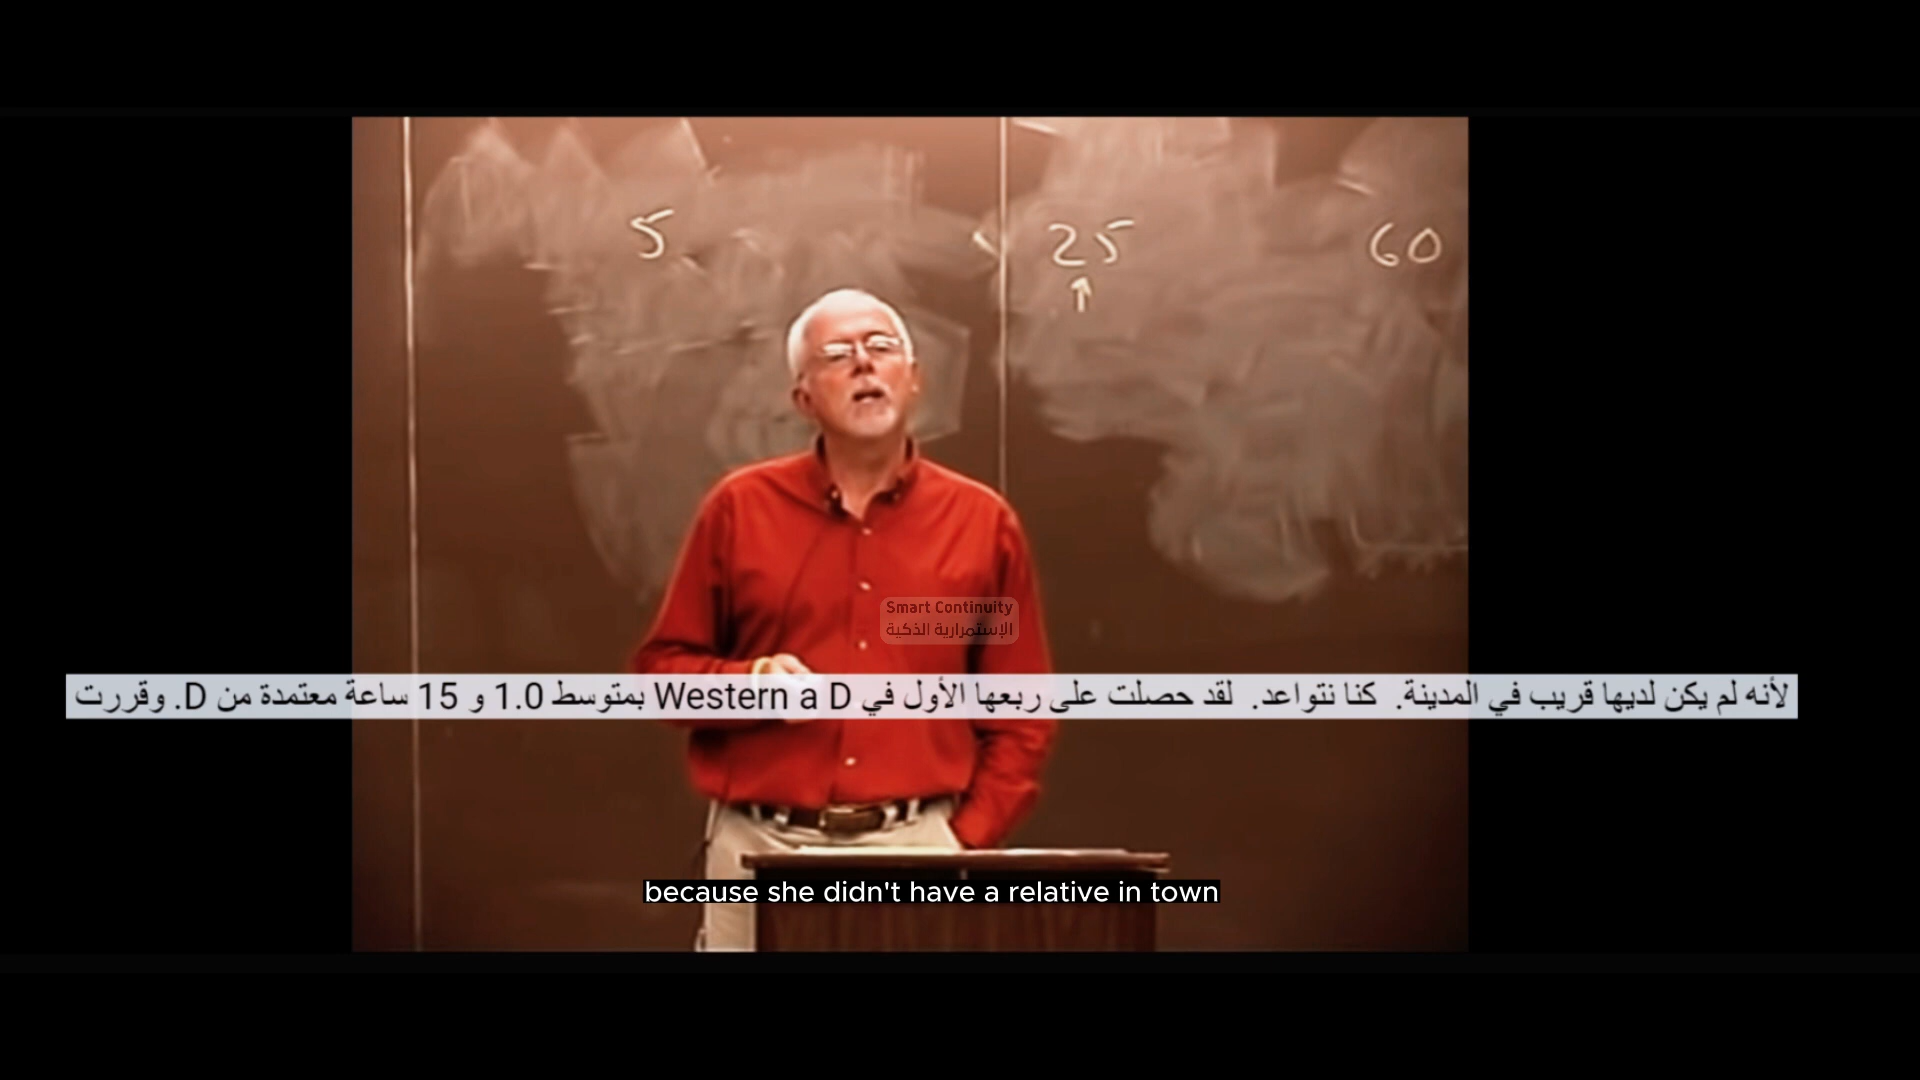 5
25
60
↑
Smart Continuity
الإستمرارية الذكية
لأنه لم يكن لديها قريب في المدينة. كنا نتواعد. لقد حصلت على ربعها الأول في Western a D بمتوسط 1.0 و 15 ساعة معتمدة من D. وقررت
because she didn't have a relative in town